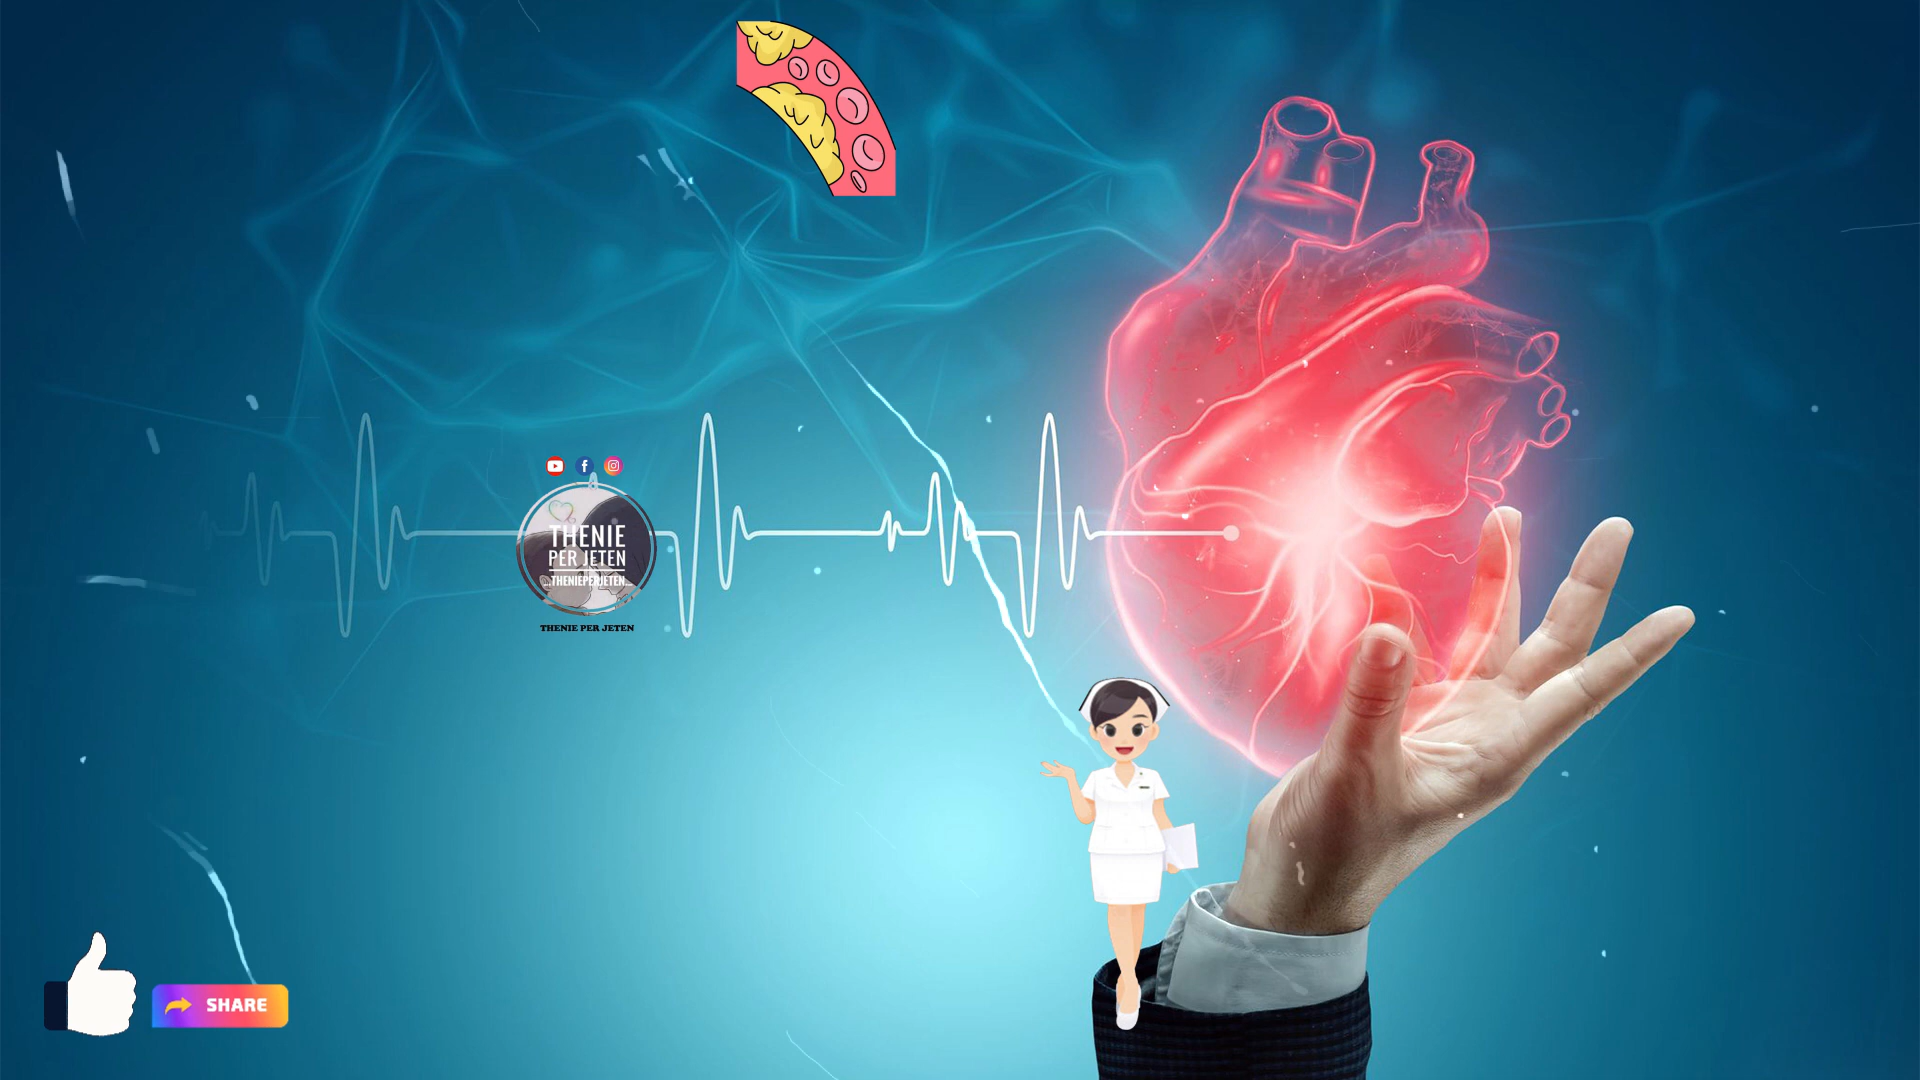 THENIE
PER JETEN
...THENIEPERJETEN...
THENIE PER JETEN
SHARE